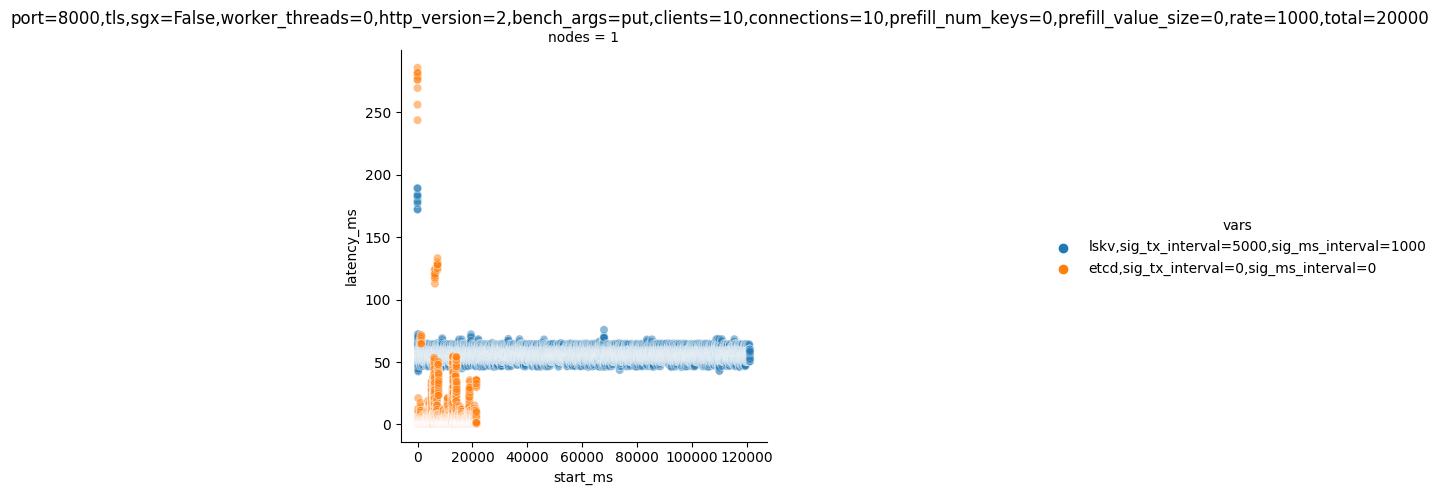 port=8000,tls,sgx=False,worker_threads=0,http_version=2,bench_args=put,clients=10,connections=10,prefill_num_keys=0,prefill_value_size=0,rate=1000,total=20000
nodes = 1
250
200
150
100
50
0
latency_ms
0 20000 40000 60000 80000 100000 120000
start_ms
vars
lskv,sig_tx_interval=5000,sig_ms_interval=1000
etcd,sig_tx_interval=0,sig_ms_interval=0